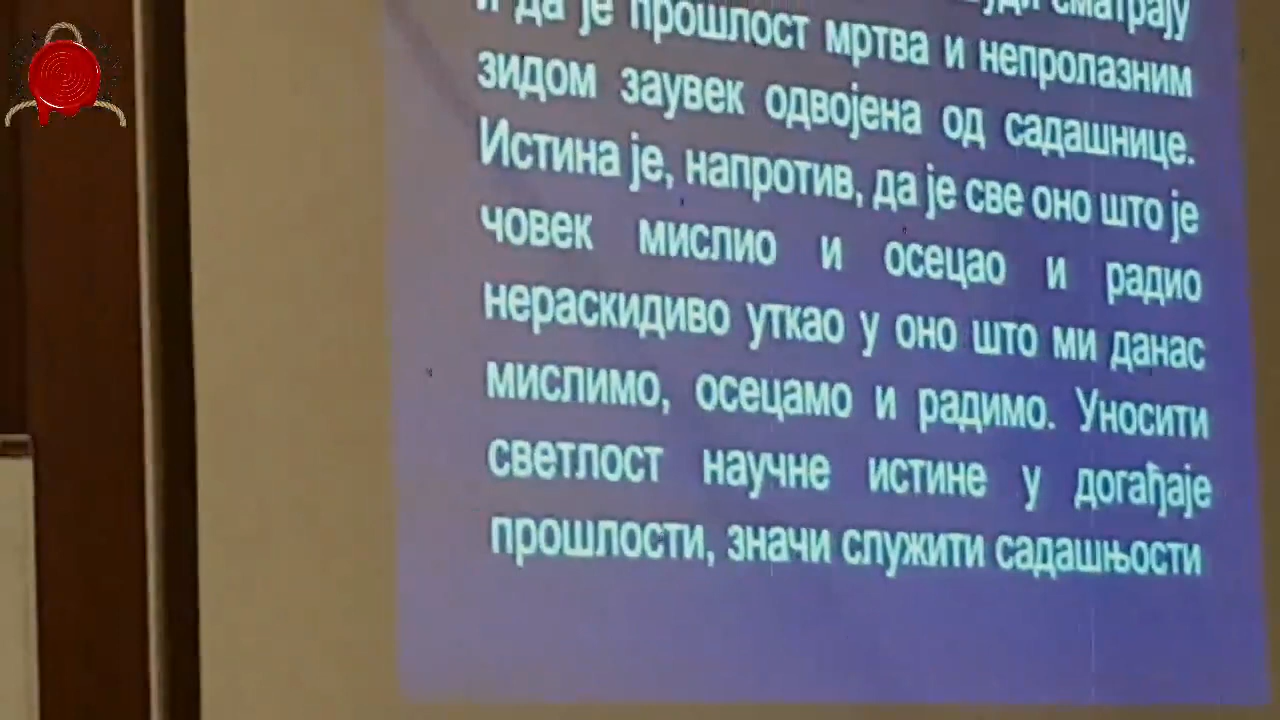 и да је прошлост мртва и непролазним
зидом заувек одвојена од садашнице.
Истина је, напротив, да је све оно што је
човек мислио и осецао и радио
нераскидиво уткао у оно што ми данас
мислимо, осецамо и радимо. Уносити
светлост научне истине у догађаје
прошлости, значи служити садашњости